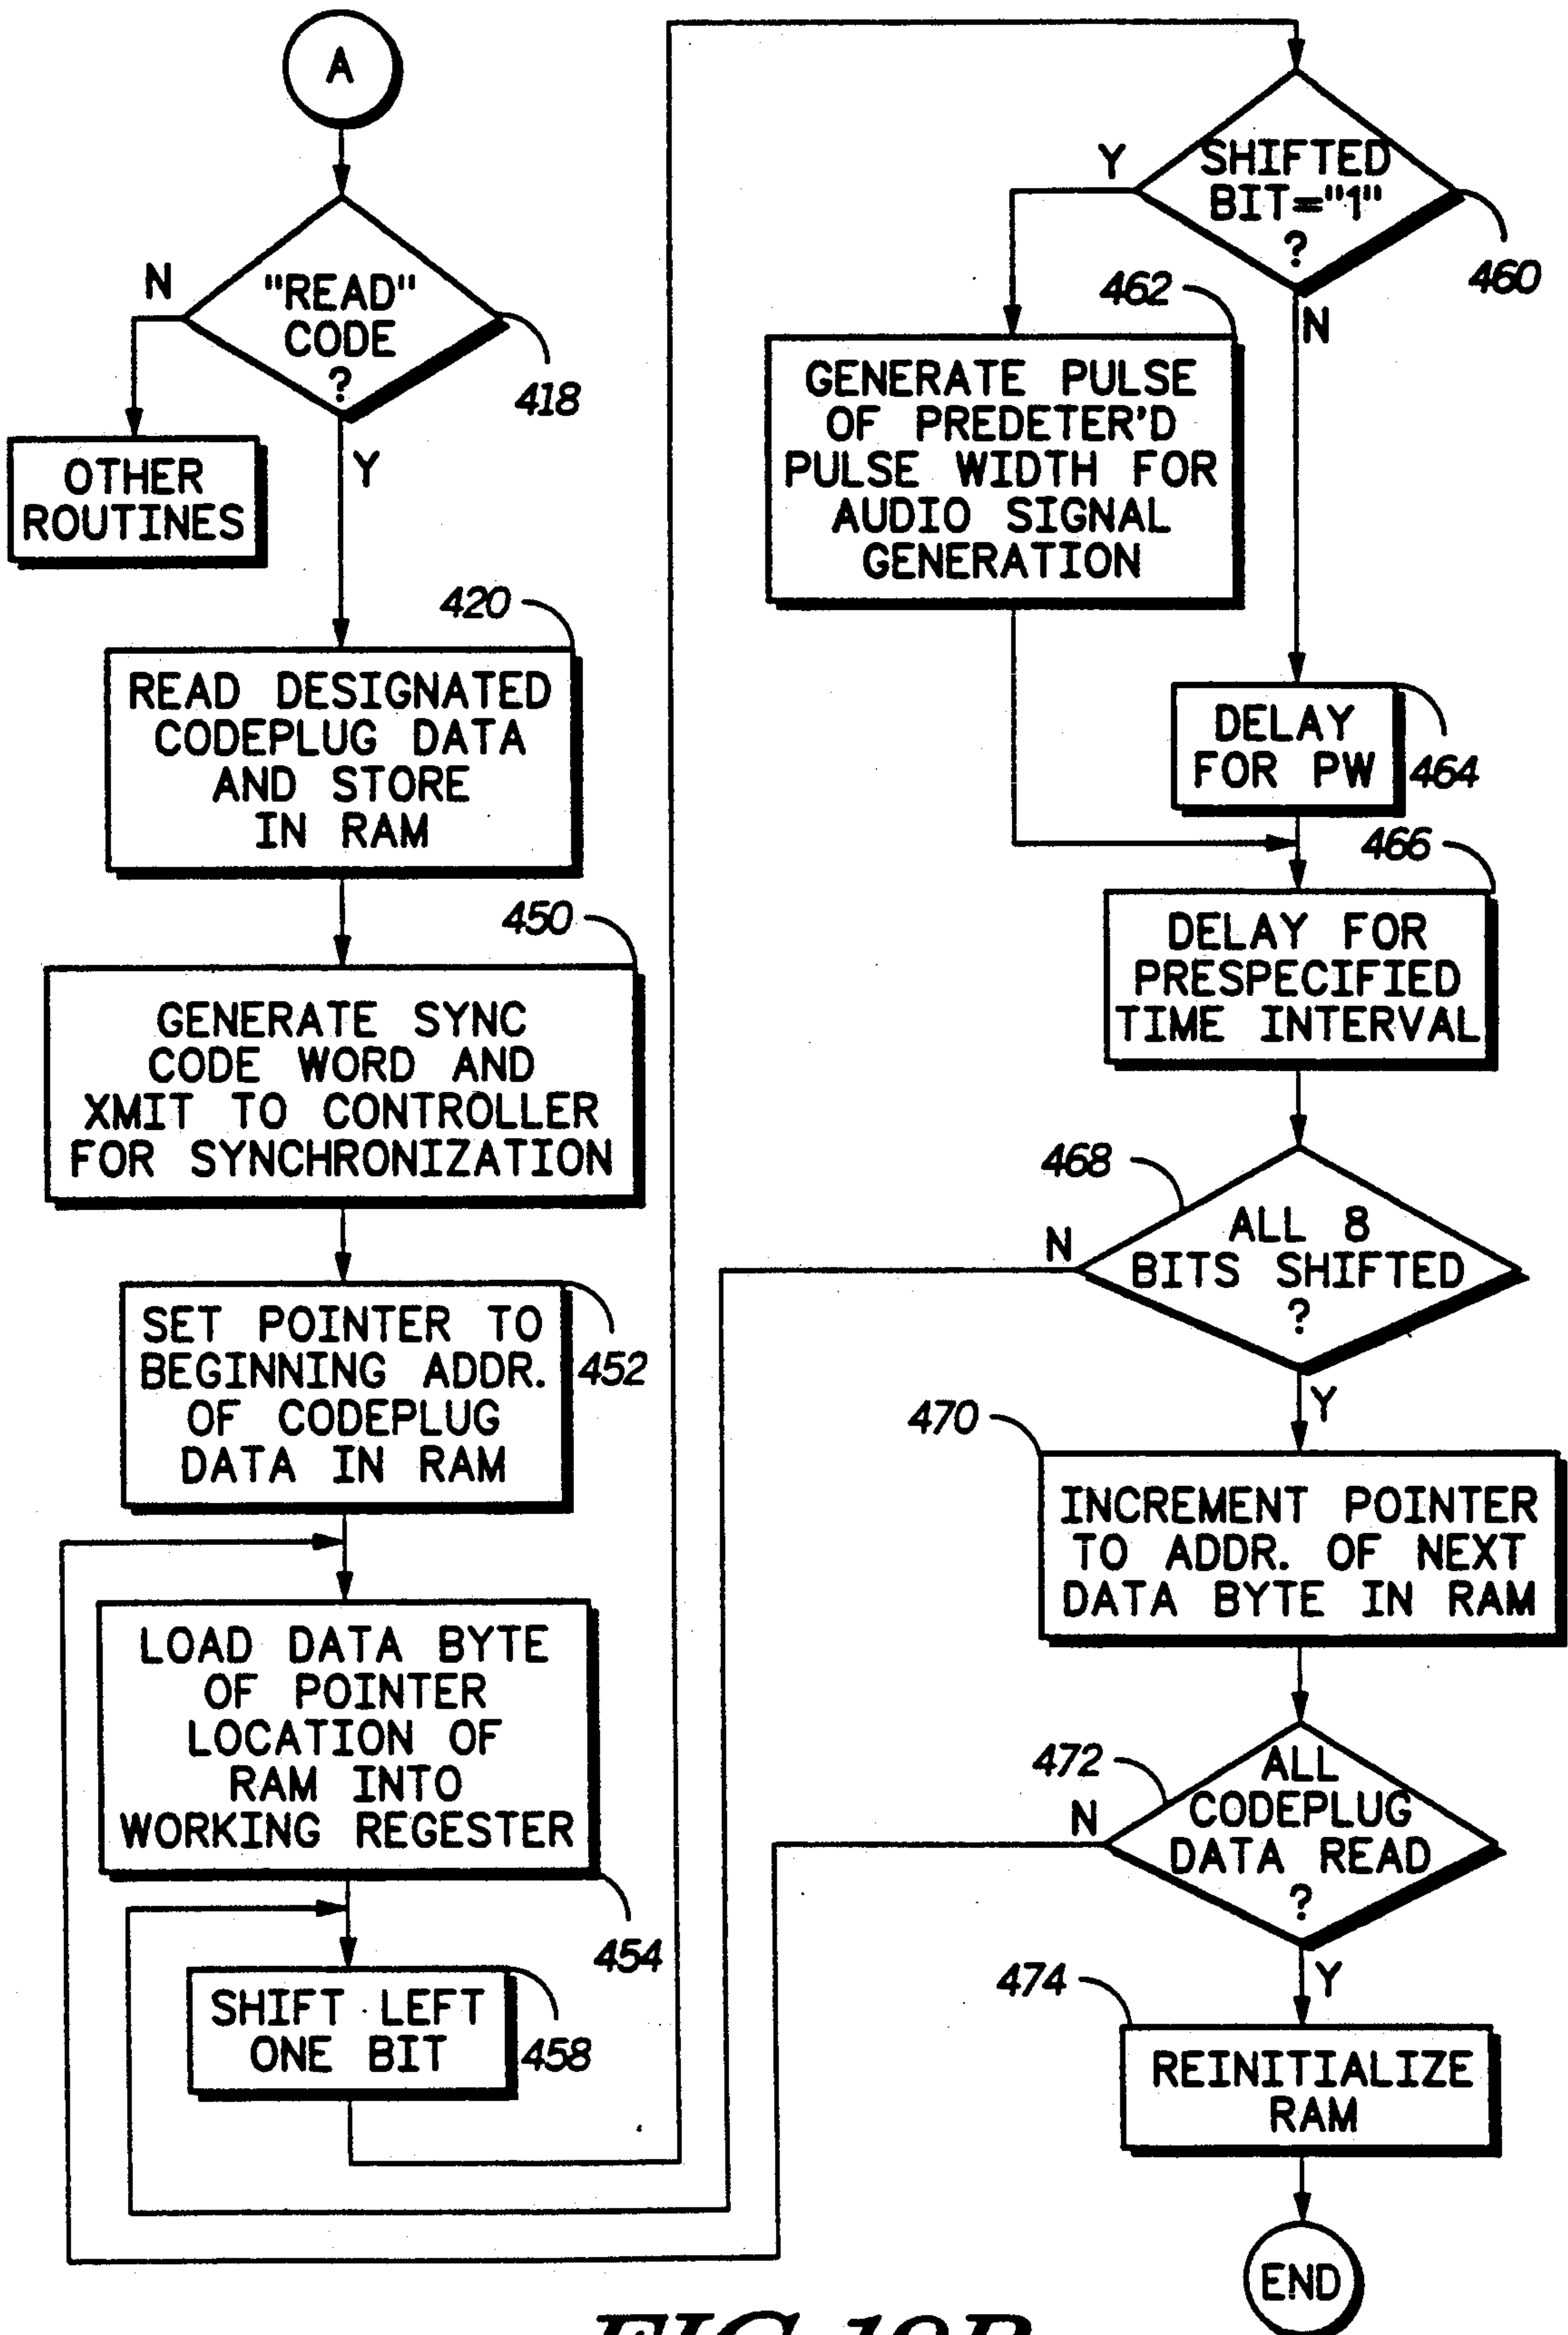 A
"READ"
CODE
?
N
Y
418
OTHER
ROUTINES
420
READ DESIGNATED
CODEPLUG DATA
AND STORE
IN RAM
450
GENERATE SYNC
CODE WORD AND
XMIT TO CONTROLLER
FOR SYNCHRONIZATION
SET POINTER TO
BEGINNING ADDR.
OF CODEPLUG
DATA IN RAM
452
LOAD DATA BYTE
OF POINTER
LOCATION OF
RAM INTO
WORKING REGESTER
454
SHIFT LEFT
ONE BIT
458
SHIFTED
BIT="1"
?
Y
N
460
462
GENERATE PULSE
OF PREDETER'D
PULSE WIDTH FOR
AUDIO SIGNAL
GENERATION
DELAY
FOR PW
464
466
DELAY FOR
PRESPECIFIED
TIME INTERVAL
468
ALL 8
BITS SHIFTED
?
N
Y
470
INCREMENT POINTER
TO ADDR. OF NEXT
DATA BYTE IN RAM
472
ALL
CODEPLUG
DATA READ
?
N
Y
474
REINITIALIZE
RAM
END